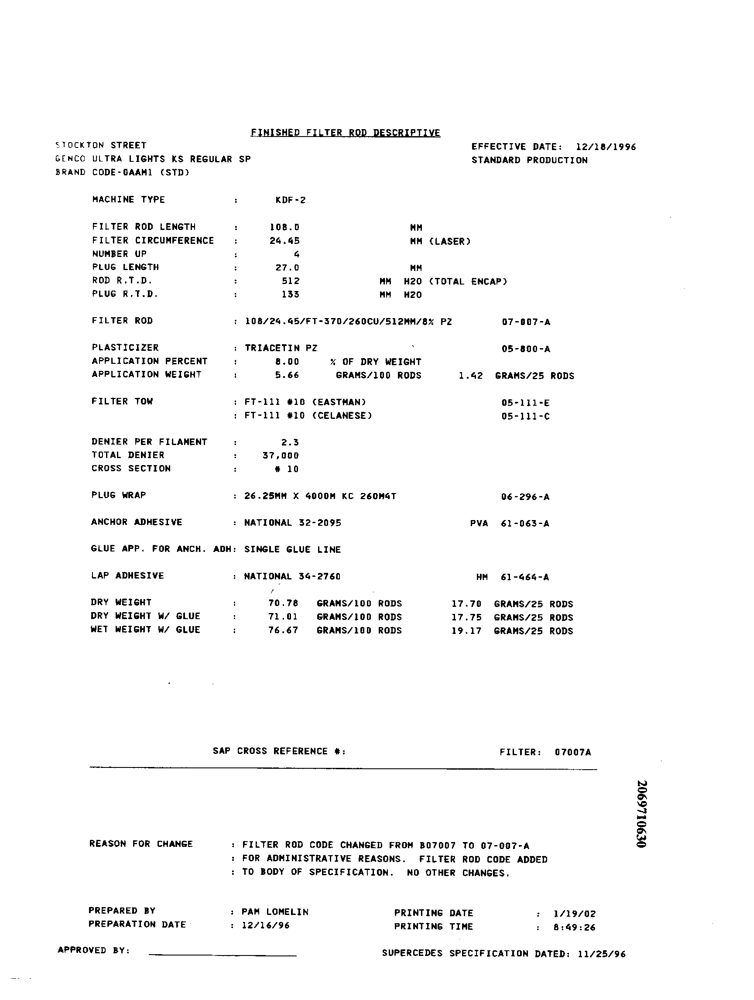 FINISHED FILTER ROD DESCRIPTIVE
STOCKTON STREET EFFECTIVE DATE: 12/18/1996
GENCO ULTRA LIGHTS KS REGULAR SP STANDARD PRODUCTION
BRAND CODE-GAAM1 (STD)
MACHINE TYPE : KDF-2
FILTER ROD LENGTH : 108.0 MM
FILTER CIRCUMFERENCE : 24.45 MM (LASER)
NUMBER UP : 4
PLUG LENGTH : 27.0 MM
ROD R.T.D. : 512 MM H2O (TOTAL ENCAP)
PLUG R.T.D. : 133 MM H2O
FILTER ROD : 108/24.45/FT-370/260CU/512MM/8% PZ 07-007-A
PLASTICIZER : TRIACETIN PZ 05-800-A
APPLICATION PERCENT : 8.00 % OF DRY WEIGHT
APPLICATION WEIGHT : 5.66 GRAMS/100 RODS 1.42 GRAMS/25 RODS
FILTER TOW : FT-111 #10 (EASTMAN) 05-111-E
: FT-111 #10 (CELANESE) 05-111-C
DENIER PER FILAMENT : 2.3
TOTAL DENIER : 37,000
CROSS SECTION : # 10
PLUG WRAP : 26.25MM X 4000M KC 260M4T 06-296-A
ANCHOR ADHESIVE : NATIONAL 32-2095 PVA 61-063-A
GLUE APP. FOR ANCH. ADH: SINGLE GLUE LINE
LAP ADHESIVE : NATIONAL 34-2760 HM 61-464-A
DRY WEIGHT : 70.78 GRAMS/100 RODS 17.70 GRAMS/25 RODS
DRY WEIGHT W/ GLUE : 71.01 GRAMS/100 RODS 17.75 GRAMS/25 RODS
WET WEIGHT W/ GLUE : 76.67 GRAMS/100 RODS 19.17 GRAMS/25 RODS
SAP CROSS REFERENCE #: FILTER: 07007A
2069710630
REASON FOR CHANGE : FILTER ROD CODE CHANGED FROM B07007 TO 07-007-A
: FOR ADMINISTRATIVE REASONS. FILTER ROD CODE ADDED
: TO BODY OF SPECIFICATION. NO OTHER CHANGES.
PREPARED BY : PAM LOMELIN PRINTING DATE : 1/19/02
PREPARATION DATE : 12/16/96 PRINTING TIME : 8:49:26
APPROVED BY: SUPERCEDES SPECIFICATION DATED: 11/25/96